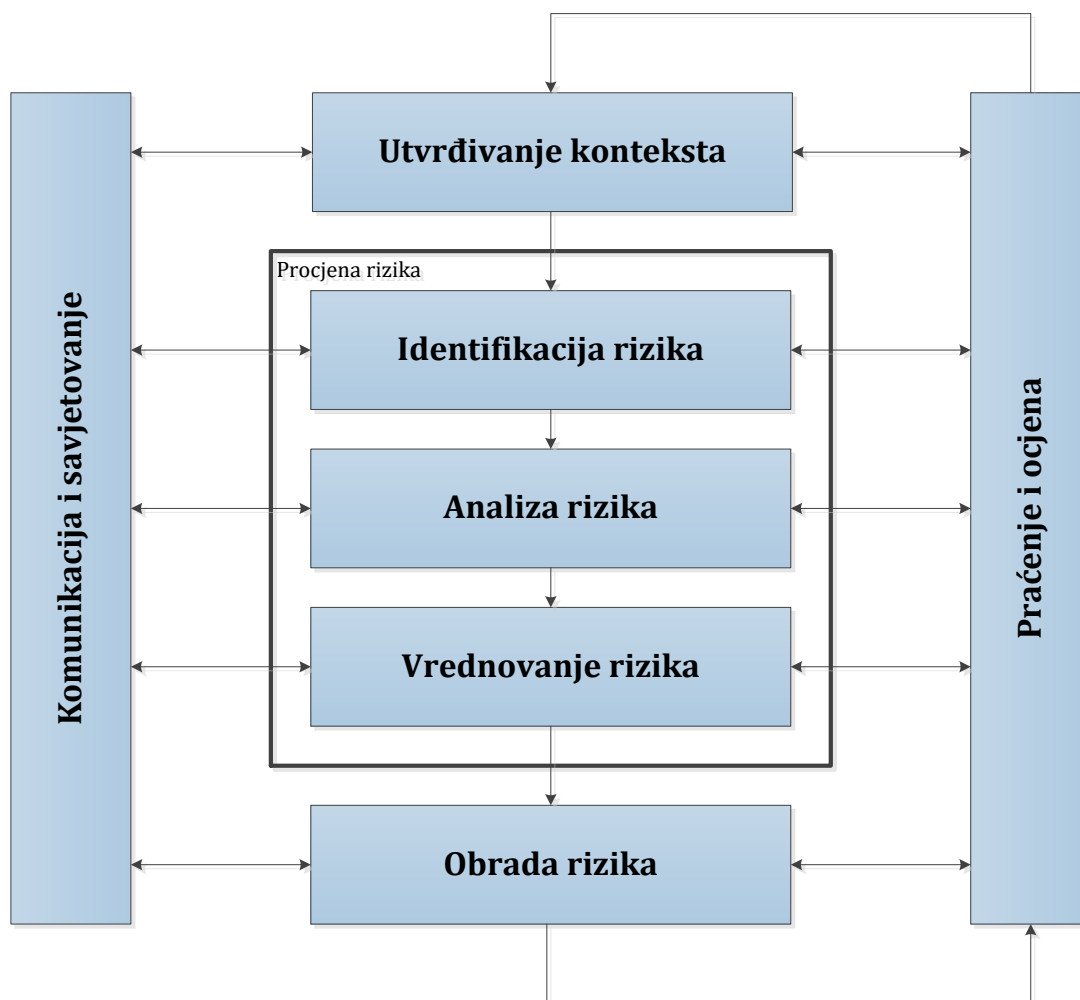 Utvrđivanje konteksta
Procjena rizika
Identifikacija rizika
Analiza rizika
Vrednovanje rizika
Obrada rizika
Komunikacija i savjetovanje
Praćenje i ocjena